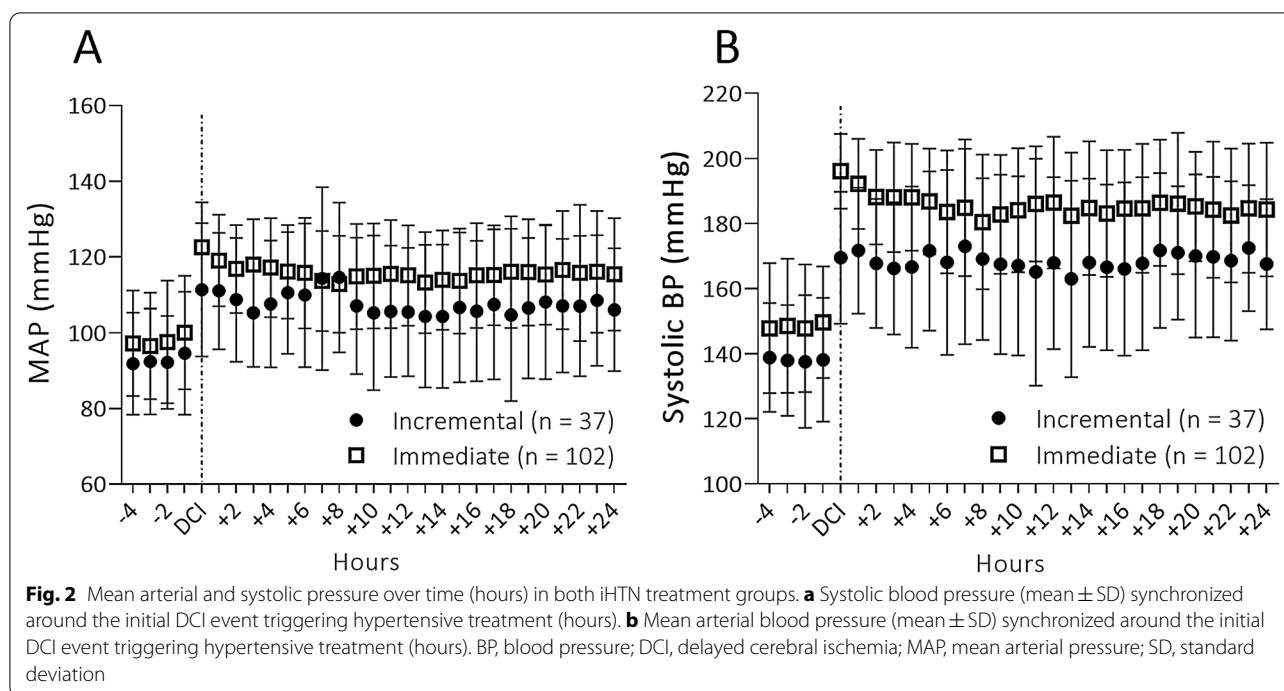 A
MAP (mmHg)
160
140
120
100
80
60
Incremental (n = 37)
Immediate (n = 102)
-4
-2
DCI
+2
+4
+6
+8
+10
+12
+14
+16
+18
+20
+22
+24
Hours
B
Systolic BP (mmHg)
220
200
180
160
140
120
100
Incremental (n = 37)
Immediate (n = 102)
-4
-2
DCI
+2
+4
+6
+8
+10
+12
+14
+16
+18
+20
+22
+24
Hours
Fig. 2 Mean arterial and systolic pressure over time (hours) in both iHTN treatment groups. a Systolic blood pressure (mean ± SD) synchronized
around the initial DCI event triggering hypertensive treatment (hours). b Mean arterial blood pressure (mean ± SD) synchronized around the initial
DCI event triggering hypertensive treatment (hours). BP, blood pressure; DCI, delayed cerebral ischemia; MAP, mean arterial pressure; SD, standard
deviation